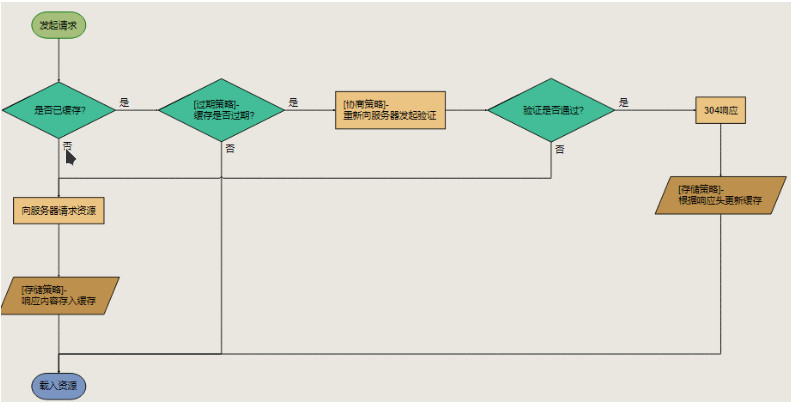 发起请求
是否已缓存?
是
[过期策略]-
缓存是否过期?
是
[协商策略]-
重新向服务器发起验证
验证是否通过?
是
304响应
否
否
否
[存储策略]-
根据响应头更新缓存
向服务器请求资源
[存储策略]-
响应内容存入缓存
载入资源